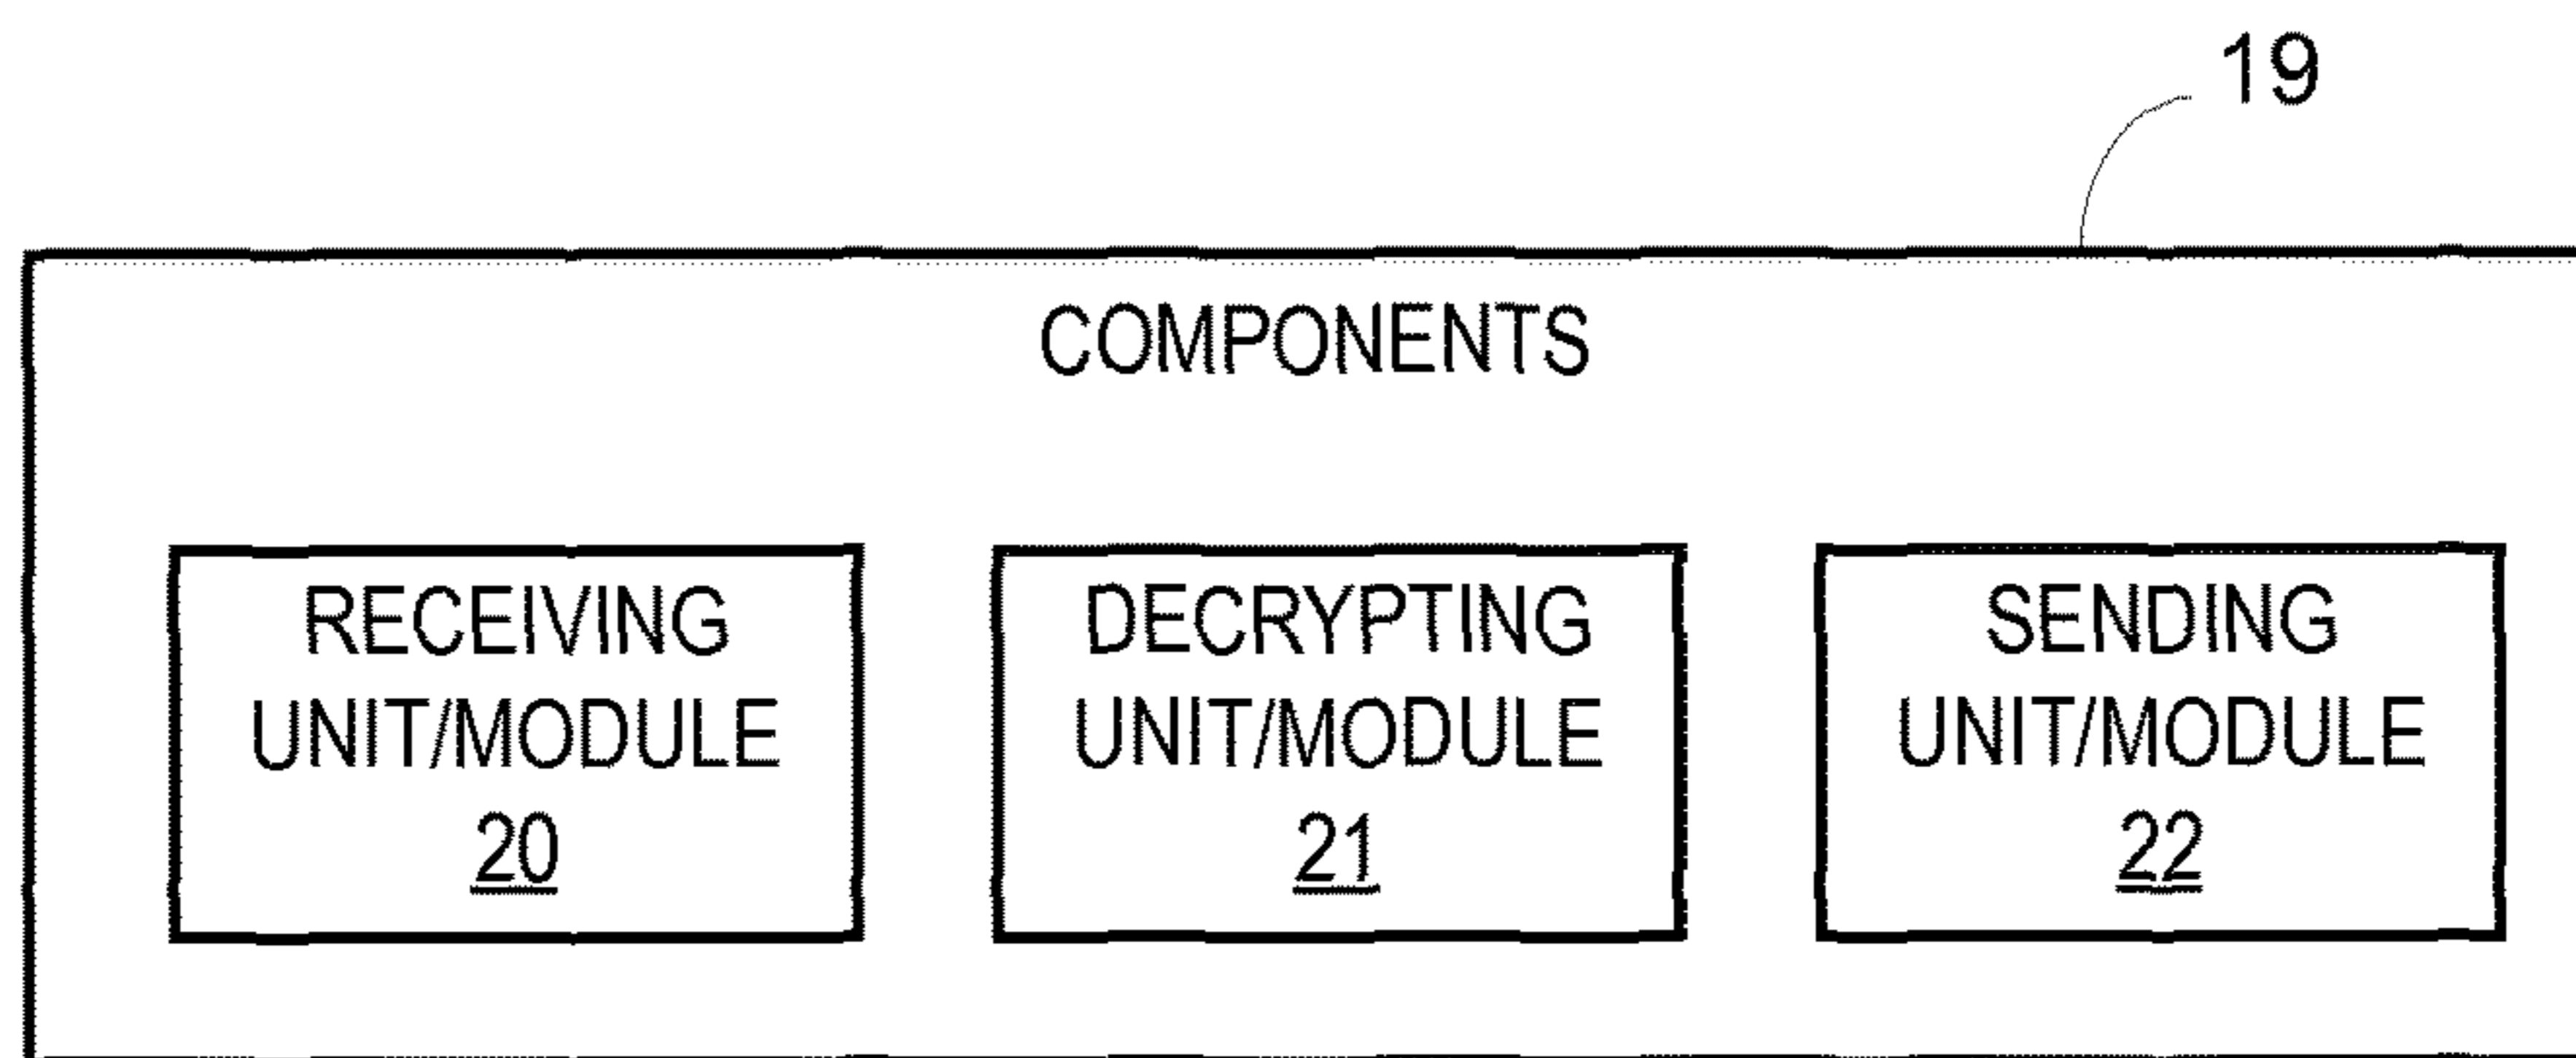 19
COMPONENTS
RECEIVING
UNIT/MODULE
20
DECRYPTING
UNIT/MODULE
21
SENDING
UNIT/MODULE
22